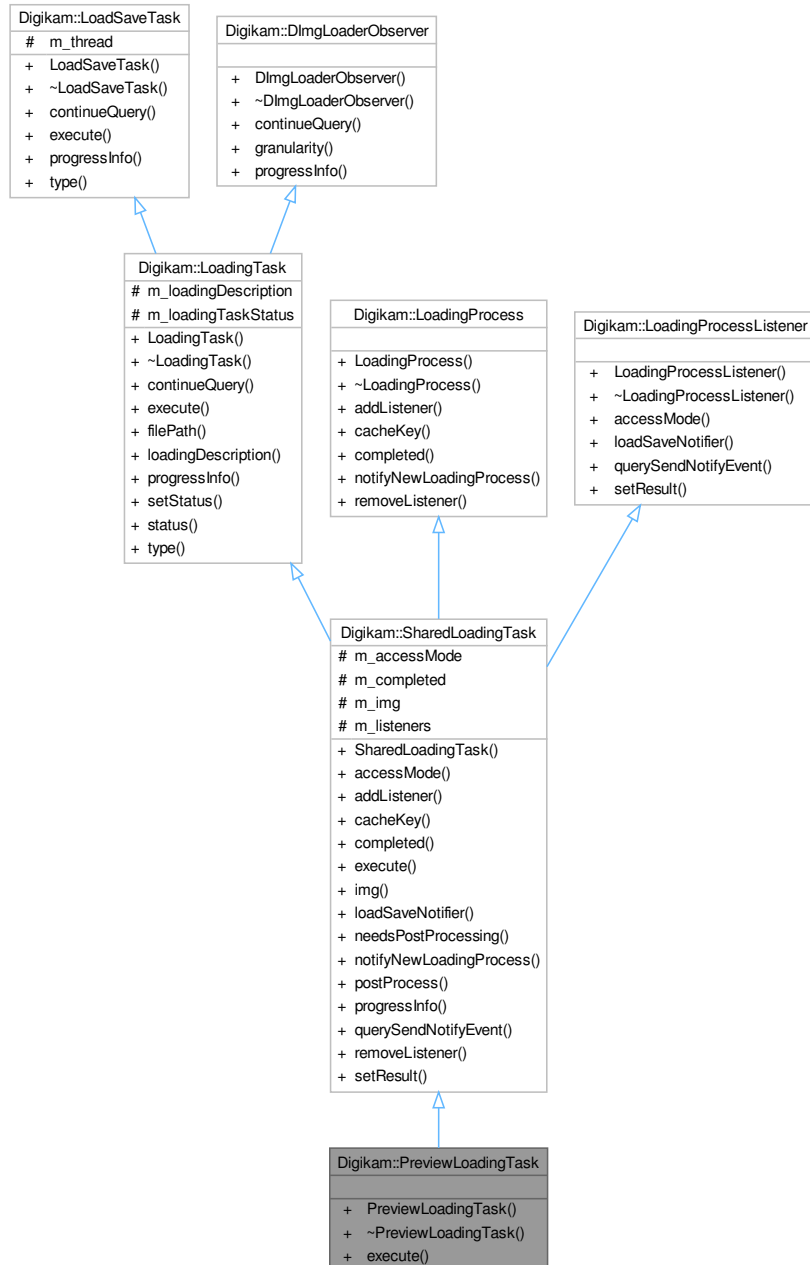 Digikam::LoadSaveTask
# m_thread
+ LoadSaveTask()
+ ~LoadSaveTask()
+ continueQuery()
+ execute()
+ progressInfo()
+ type()
Digikam::DImgLoaderObserver
+ DImgLoaderObserver()
+ ~DImgLoaderObserver()
+ continueQuery()
+ granularity()
+ progressInfo()
Digikam::LoadingTask
# m_loadingDescription
# m_loadingTaskStatus
+ LoadingTask()
+ ~LoadingTask()
+ continueQuery()
+ execute()
+ filePath()
+ loadingDescription()
+ progressInfo()
+ setStatus()
+ status()
+ type()
Digikam::LoadingProcess
+ LoadingProcess()
+ ~LoadingProcess()
+ addListener()
+ cacheKey()
+ completed()
+ notifyNewLoadingProcess()
+ removeListener()
Digikam::LoadingProcessListener
+ LoadingProcessListener()
+ ~LoadingProcessListener()
+ accessMode()
+ loadSaveNotifier()
+ querySendNotifyEvent()
+ setResult()
Digikam::SharedLoadingTask
# m_accessMode
# m_completed
# m_img
# m_listeners
+ SharedLoadingTask()
+ accessMode()
+ addListener()
+ cacheKey()
+ completed()
+ execute()
+ img()
+ loadSaveNotifier()
+ needsPostProcessing()
+ notifyNewLoadingProcess()
+ postProcess()
+ progressInfo()
+ querySendNotifyEvent()
+ removeListener()
+ setResult()
Digikam::PreviewLoadingTask
+ PreviewLoadingTask()
+ ~PreviewLoadingTask()
+ execute()